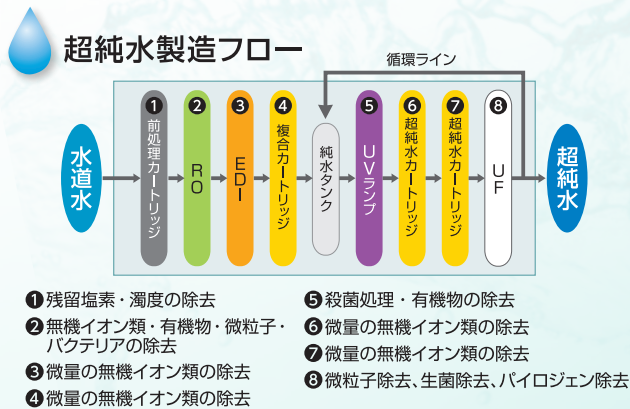 超純水製造フロー
循環ライン
水道水
❶前処理カートリッジ
❷RO
❸EDI
❹複合カートリッジ
純水タンク
❺UVランプ
❻超純水カートリッジ
❼超純水カートリッジ
❽UF
超純水
❶残留塩素・濁度の除去
❷無機イオン類・有機物・微粒子・
バクテリアの除去
❸微量の無機イオン類の除去
❹微量の無機イオン類の除去
❺殺菌処理・有機物の除去
❻微量の無機イオン類の除去
❼微量の無機イオン類の除去
❽微粒子除去、生菌除去、パイロジェン除去